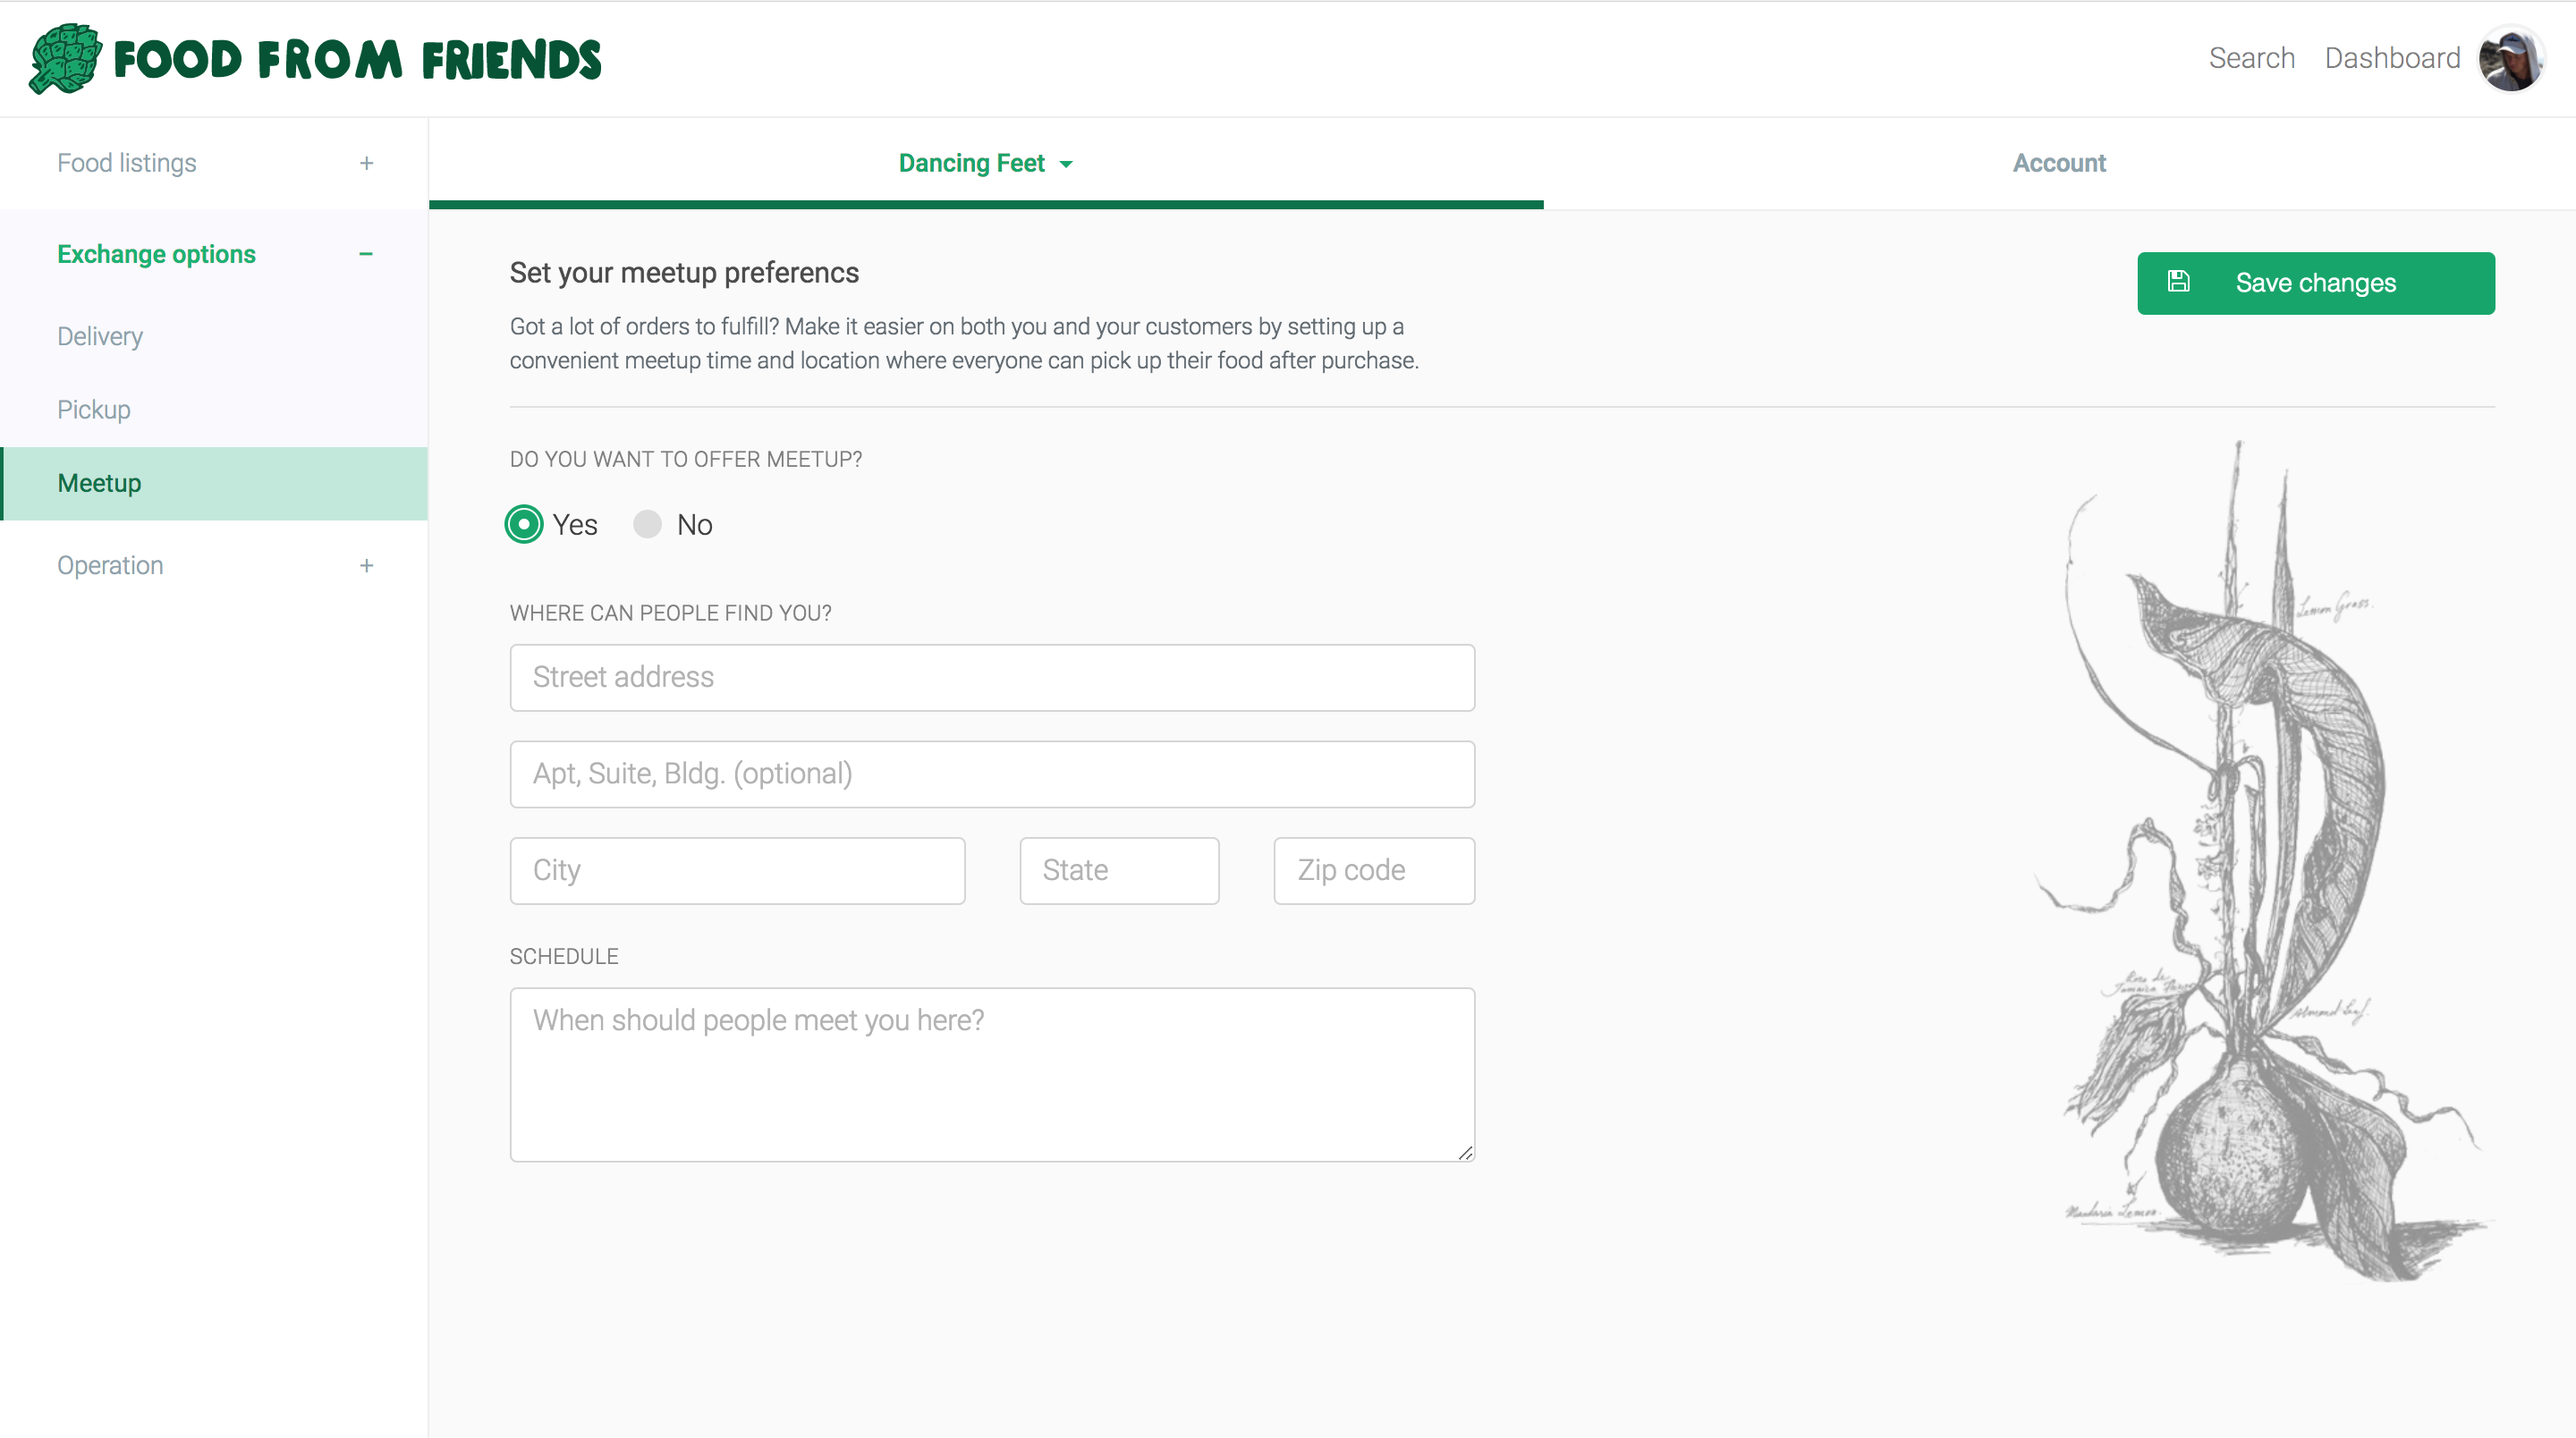 FOOD FROM FRIENDS
Search
Dashboard
Food listings
Exchange options
Delivery
Pickup
Meetup
Operation
Dancing Feet
Account
Set your meetup preferencs
Save changes
Got a lot of orders to fulfill? Make it easier on both you and your customers by setting up a
convenient meetup time and location where everyone can pick up their food after purchase.
DO YOU WANT TO OFFER MEETUP?
Yes
No
WHERE CAN PEOPLE FIND YOU?
Street address
Apt, Suite, Bldg. (optional)
City
State
Zip code
SCHEDULE
When should people meet you here?
Lemon Grass.
Almond Leaf.
Mandarin Lemon.